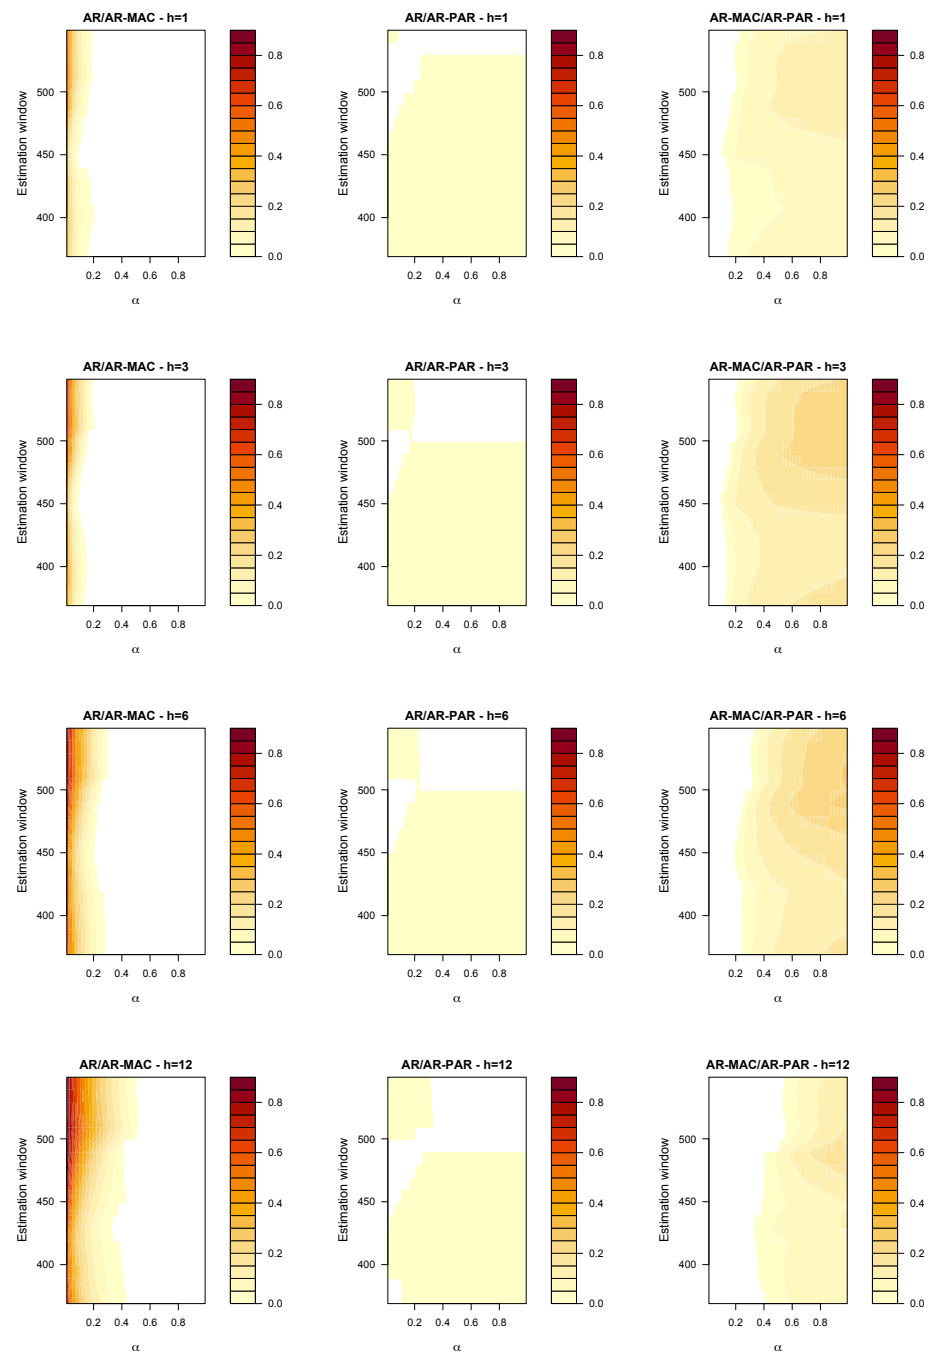 AR/AR-MAC - h=1
AR/AR-PAR - h=1
AR-MAC/AR-PAR - h=1
Estimation window
400
450
500
0.2 0.4 0.6 0.8
α
0.0
0.2
0.4
0.6
0.8
Estimation window
400
450
500
0.2 0.4 0.6 0.8
α
0.0
0.2
0.4
0.6
0.8
Estimation window
400
450
500
0.2 0.4 0.6 0.8
α
0.0
0.2
0.4
0.6
0.8
AR/AR-MAC - h=3
AR/AR-PAR - h=3
AR-MAC/AR-PAR - h=3
Estimation window
400
450
500
0.2 0.4 0.6 0.8
α
0.0
0.2
0.4
0.6
0.8
Estimation window
400
450
500
0.2 0.4 0.6 0.8
α
0.0
0.2
0.4
0.6
0.8
Estimation window
400
450
500
0.2 0.4 0.6 0.8
α
0.0
0.2
0.4
0.6
0.8
AR/AR-MAC - h=6
AR/AR-PAR - h=6
AR-MAC/AR-PAR - h=6
Estimation window
400
450
500
0.2 0.4 0.6 0.8
α
0.0
0.2
0.4
0.6
0.8
Estimation window
400
450
500
0.2 0.4 0.6 0.8
α
0.0
0.2
0.4
0.6
0.8
Estimation window
400
450
500
0.2 0.4 0.6 0.8
α
0.0
0.2
0.4
0.6
0.8
AR/AR-MAC - h=12
AR/AR-PAR - h=12
AR-MAC/AR-PAR - h=12
Estimation window
400
450
500
0.2 0.4 0.6 0.8
α
0.0
0.2
0.4
0.6
0.8
Estimation window
400
450
500
0.2 0.4 0.6 0.8
α
0.0
0.2
0.4
0.6
0.8
Estimation window
400
450
500
0.2 0.4 0.6 0.8
α
0.0
0.2
0.4
0.6
0.8